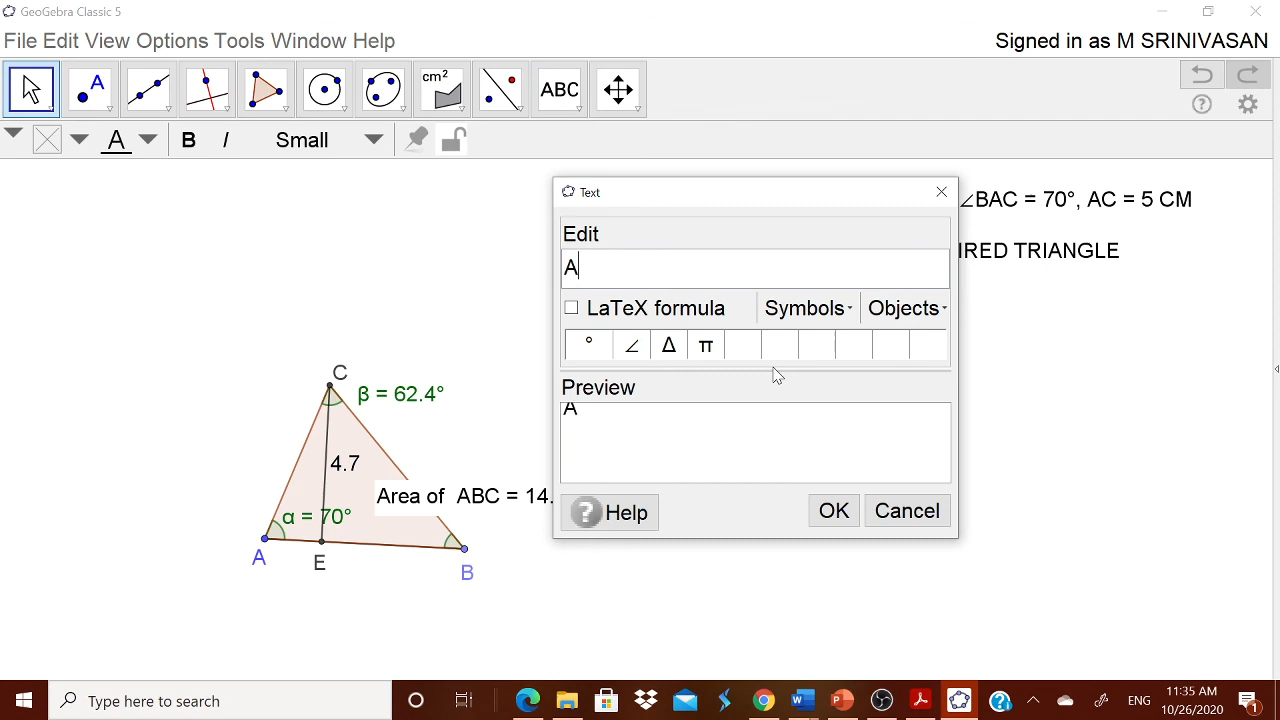 GeoGebra Classic 5
File Edit View Options Tools Window Help
Signed in as M SRINIVASAN
A
cm²
ABC
A
B
I
Small
Text
∠BAC = 70°, AC = 5 CM
Edit
IRED TRIANGLE
A
LaTeX formula
Symbols
Objects
° ∠ Δ π
C
β = 62.4°
Preview
A
4.7
Area of ABC = 14.
α = 70°
? Help
OK
Cancel
A
E
B
Type here to search
ENG
11:35 AM
10/26/2020
1